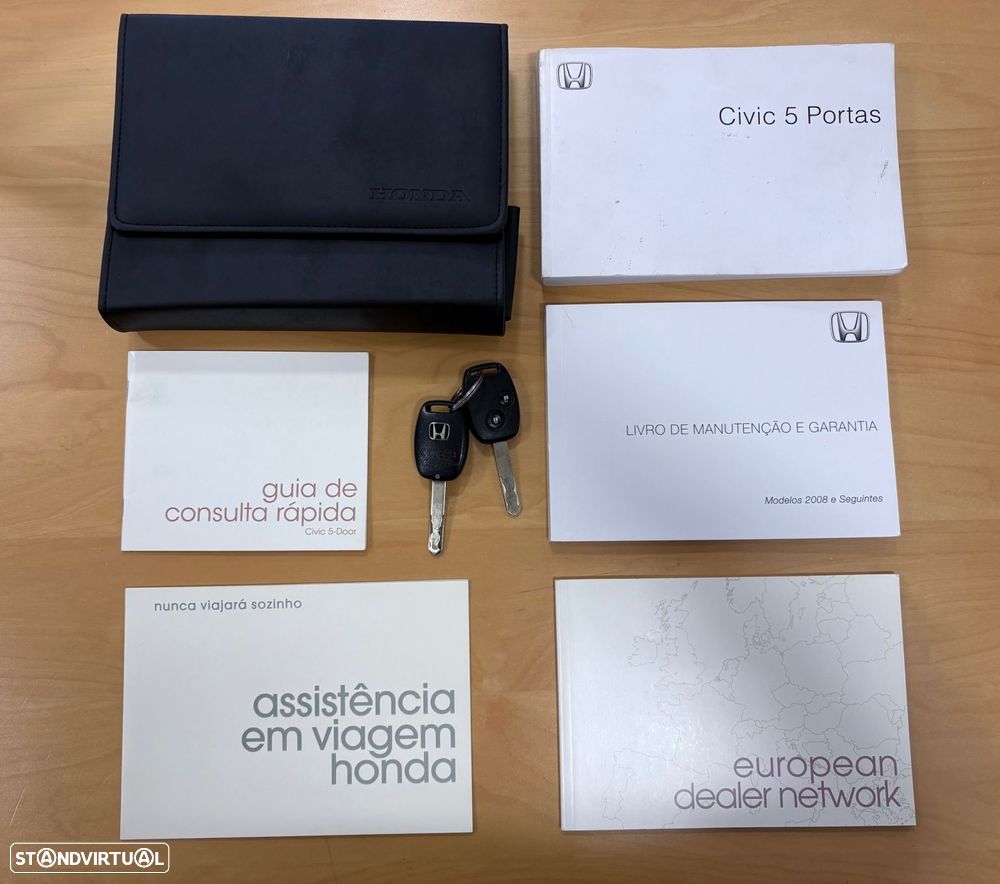 HONDA
Civic 5 Portas
LIVRO DE MANUTENÇÃO E GARANTIA
Modelos 2008 e Seguintes
guia de
consulta rápida
Civic 5-Door
nunca viajará sozinho
assistência
em viagem
honda
european
dealer network
STANDVIRTUAL